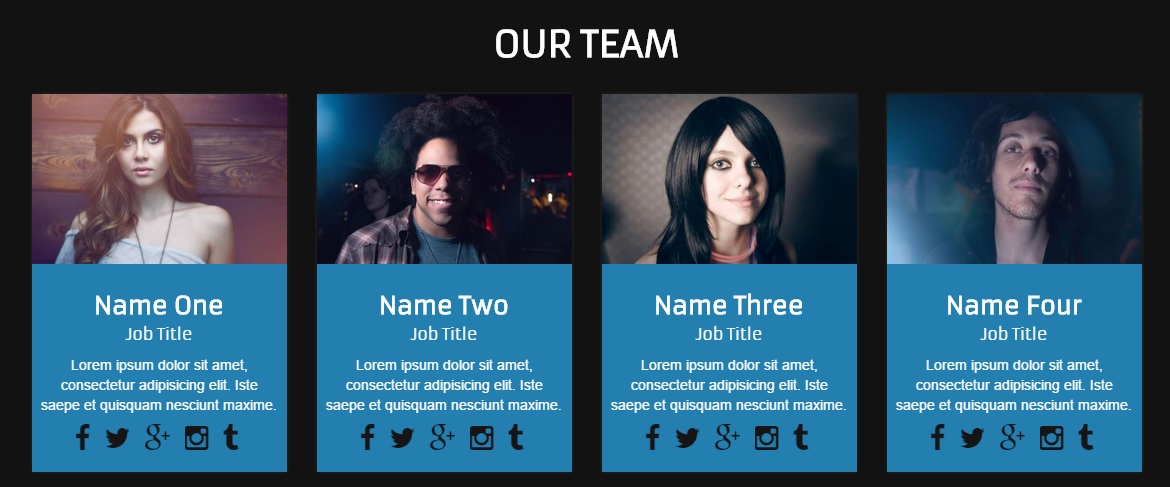 OUR TEAM
Name One
Job Title
Lorem ipsum dolor sit amet,
consectetur adipisicing elit. Iste
saepe et quisquam nesciunt maxime.
Name Two
Job Title
Lorem ipsum dolor sit amet,
consectetur adipisicing elit. Iste
saepe et quisquam nesciunt maxime.
Name Three
Job Title
Lorem ipsum dolor sit amet,
consectetur adipisicing elit. Iste
saepe et quisquam nesciunt maxime.
Name Four
Job Title
Lorem ipsum dolor sit amet,
consectetur adipisicing elit. Iste
saepe et quisquam nesciunt maxime.